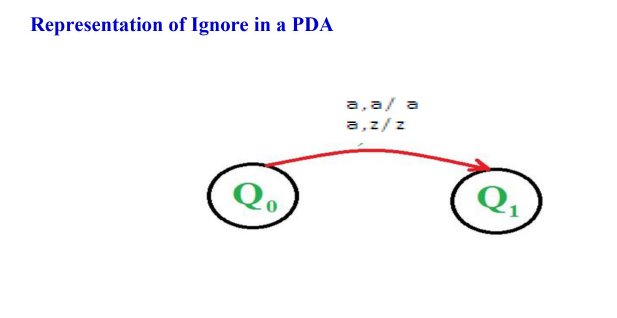 Representation of Ignore in a PDA
a,a/ a
a,z/z
Q₀
Q₁